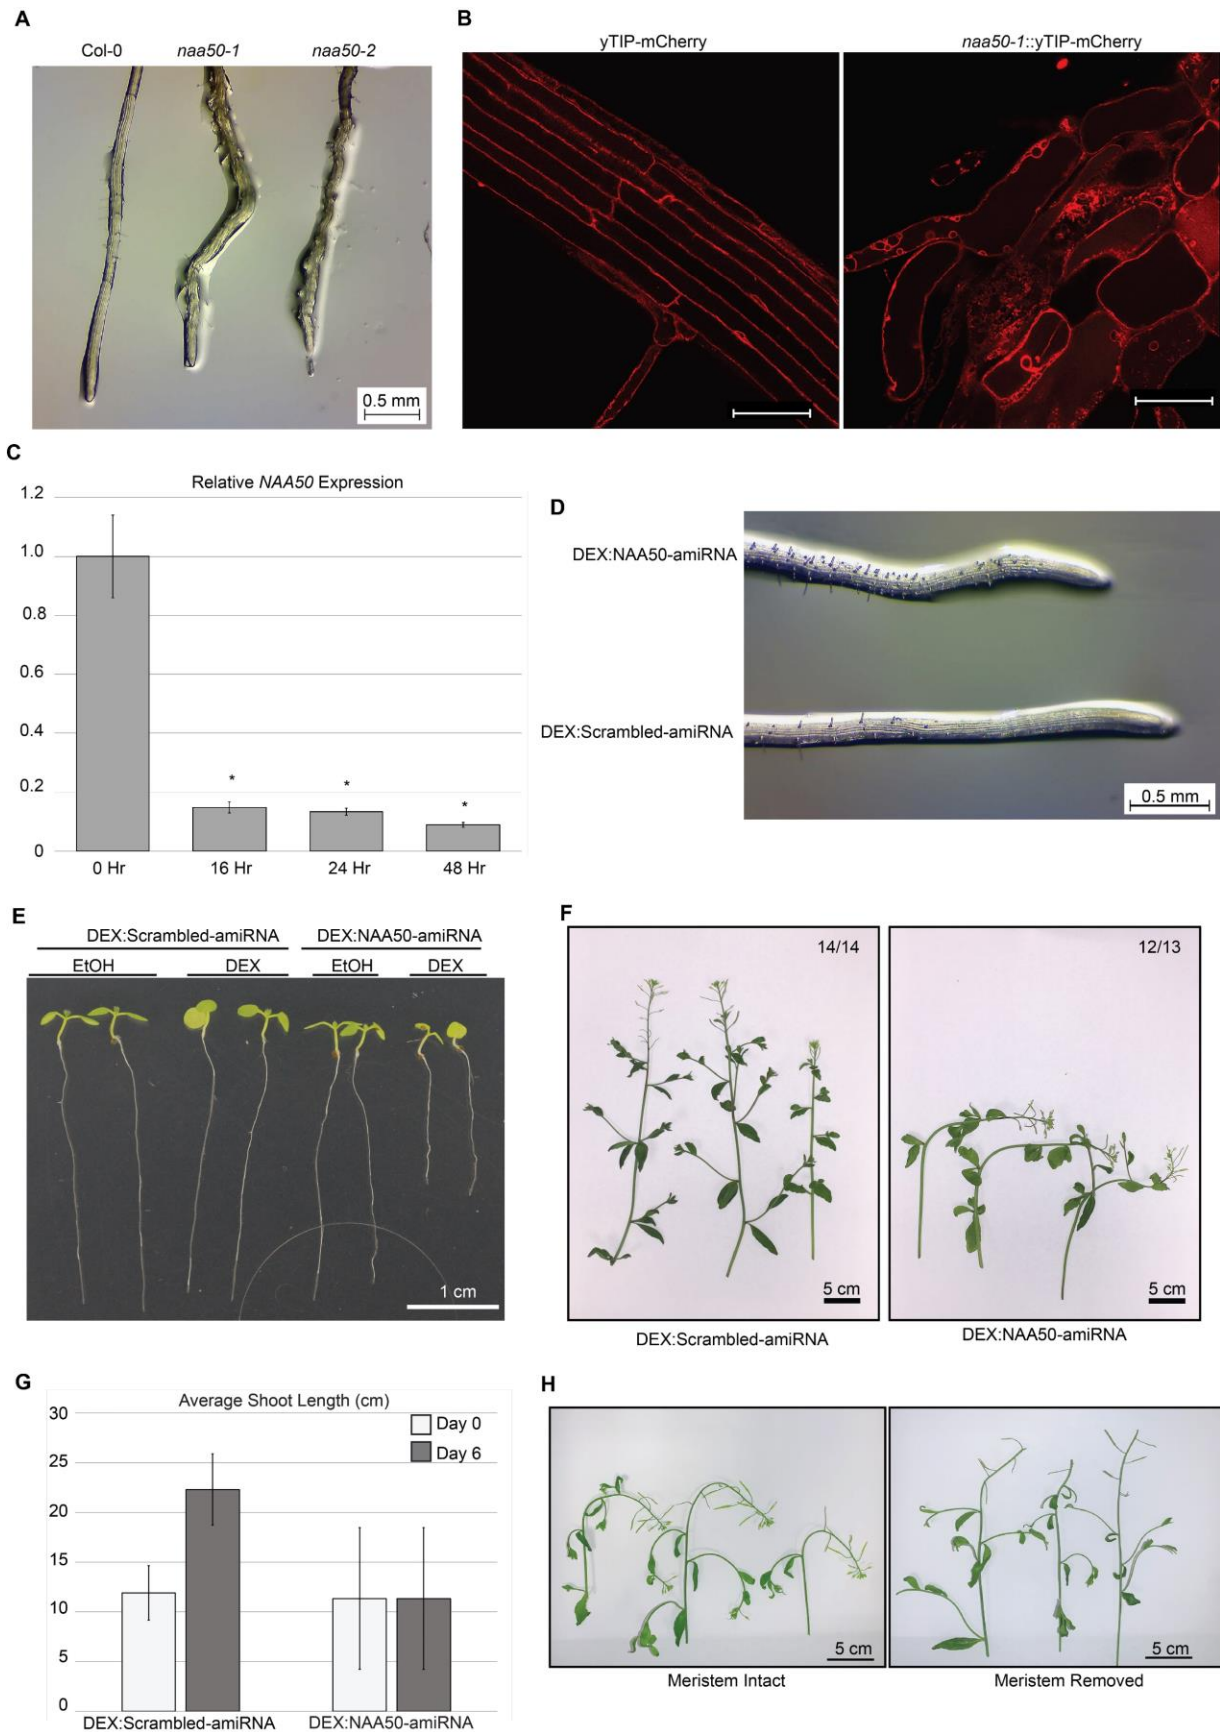 A
Col-0 naa50-1 naa50-2
0.5 mm
B
yTIP-mCherry naa50-1::yTIP-mCherry
C
Relative NAA50 Expression
1.2
1.0
0.8
0.6
0.4
0.2
0
* * *
0 Hr 16 Hr 24 Hr 48 Hr
D
DEX:NAA50-amiRNA
DEX:Scrambled-amiRNA
0.5 mm
E
DEX:Scrambled-amiRNA DEX:NAA50-amiRNA
EtOH DEX EtOH DEX
1 cm
F
14/14 12/13
5 cm 5 cm
DEX:Scrambled-amiRNA DEX:NAA50-amiRNA
G
Average Shoot Length (cm)
30
25
20
15
10
5
0
Day 0
Day 6
DEX:Scrambled-amiRNA DEX:NAA50-amiRNA
H
5 cm 5 cm
Meristem Intact Meristem Removed